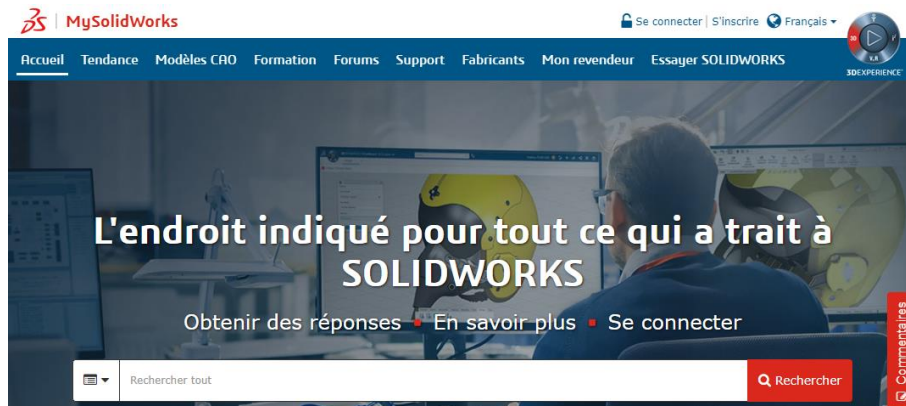 MySolidWorks
Se connecter | S'inscrire Français
Accueil Tendance Modèles CAO Formation Forums Support Fabricants Mon revendeur Essayer SOLIDWORKS
3D
V.R
3DEXPERIENCE
L'endroit indiqué pour tout ce qui a trait à
SOLIDWORKS
Obtenir des réponses ▪ En savoir plus ▪ Se connecter
Rechercher tout Rechercher
Commentaires